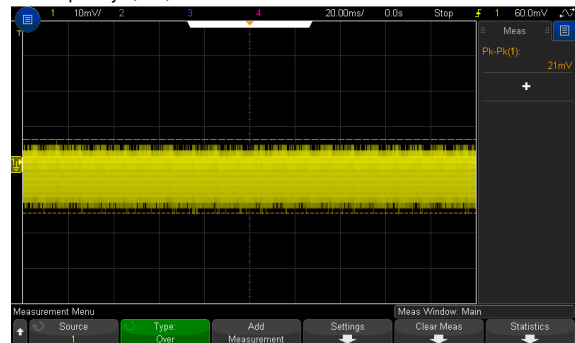 1 10mV/ 2 3 4 20.00ms/ 0.0s Stop 1 60.0mV
T
Meas
Pk-Pk(1):
21mV
+
Measurement Menu
Meas Window: Main
Source
1
Type:
Over
Add
Measurement
Settings
Clear Meas
Statistics